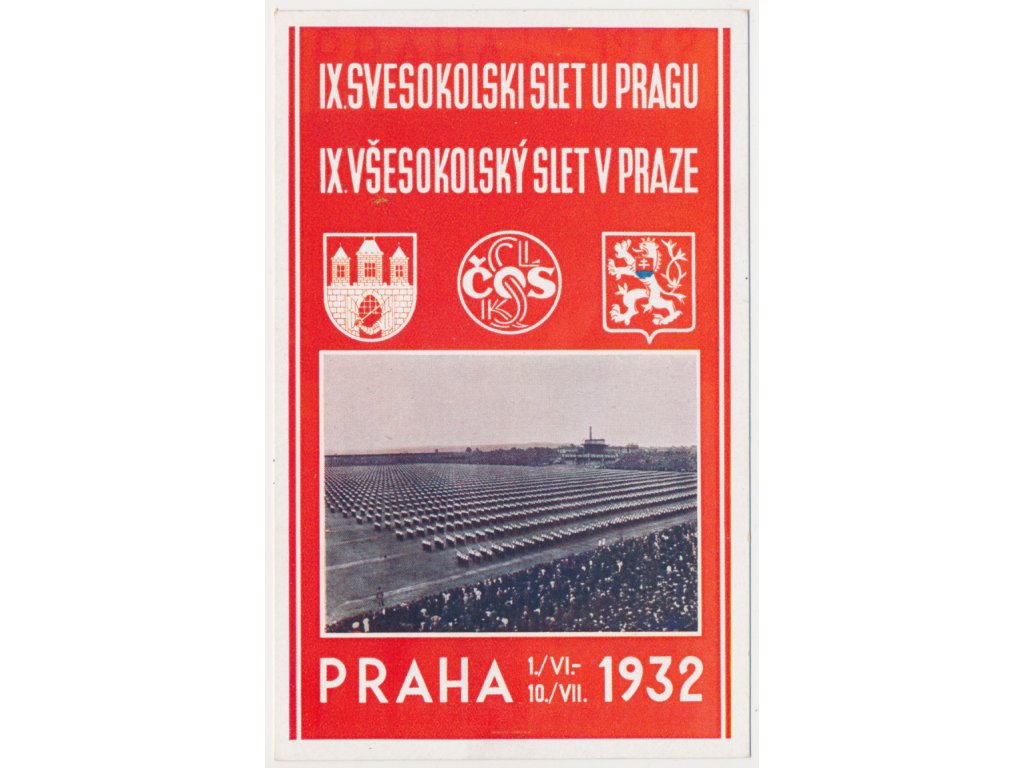 IX. SVESOKOLSKI SLET U PRAGU
IX. VŠESOKOLSKÝ SLET V PRAZE
ČOS
PRAHA 1./VI.- 10./VII. 1932